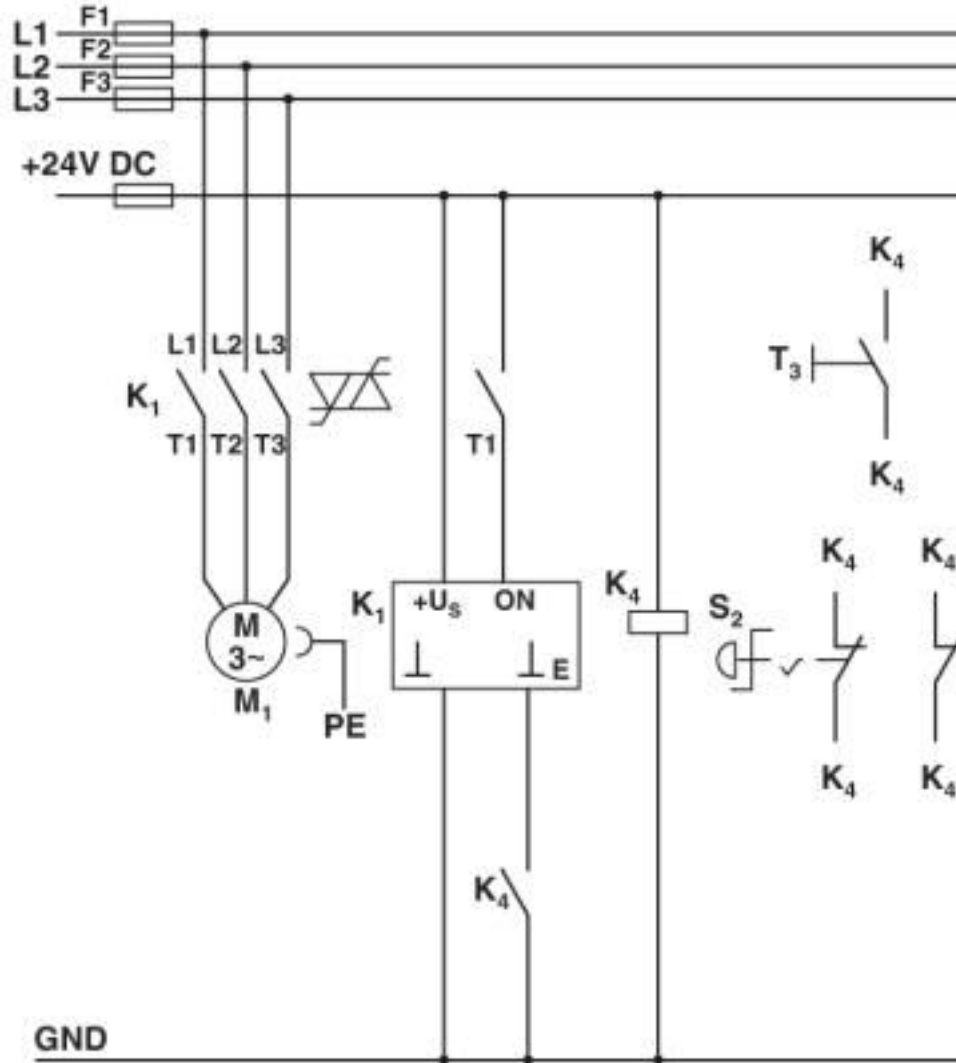 F1
L1
F2
L2
F3
L3
+24V DC
K₄
L1 L2 L3
T₃
K₁
T1 T2 T3
T1
K₄
K₄ K₄
K₁ +Uₛ ON
K₄
S₂
M
3~
E
M₁
PE
K₄ K₄
K₄
GND